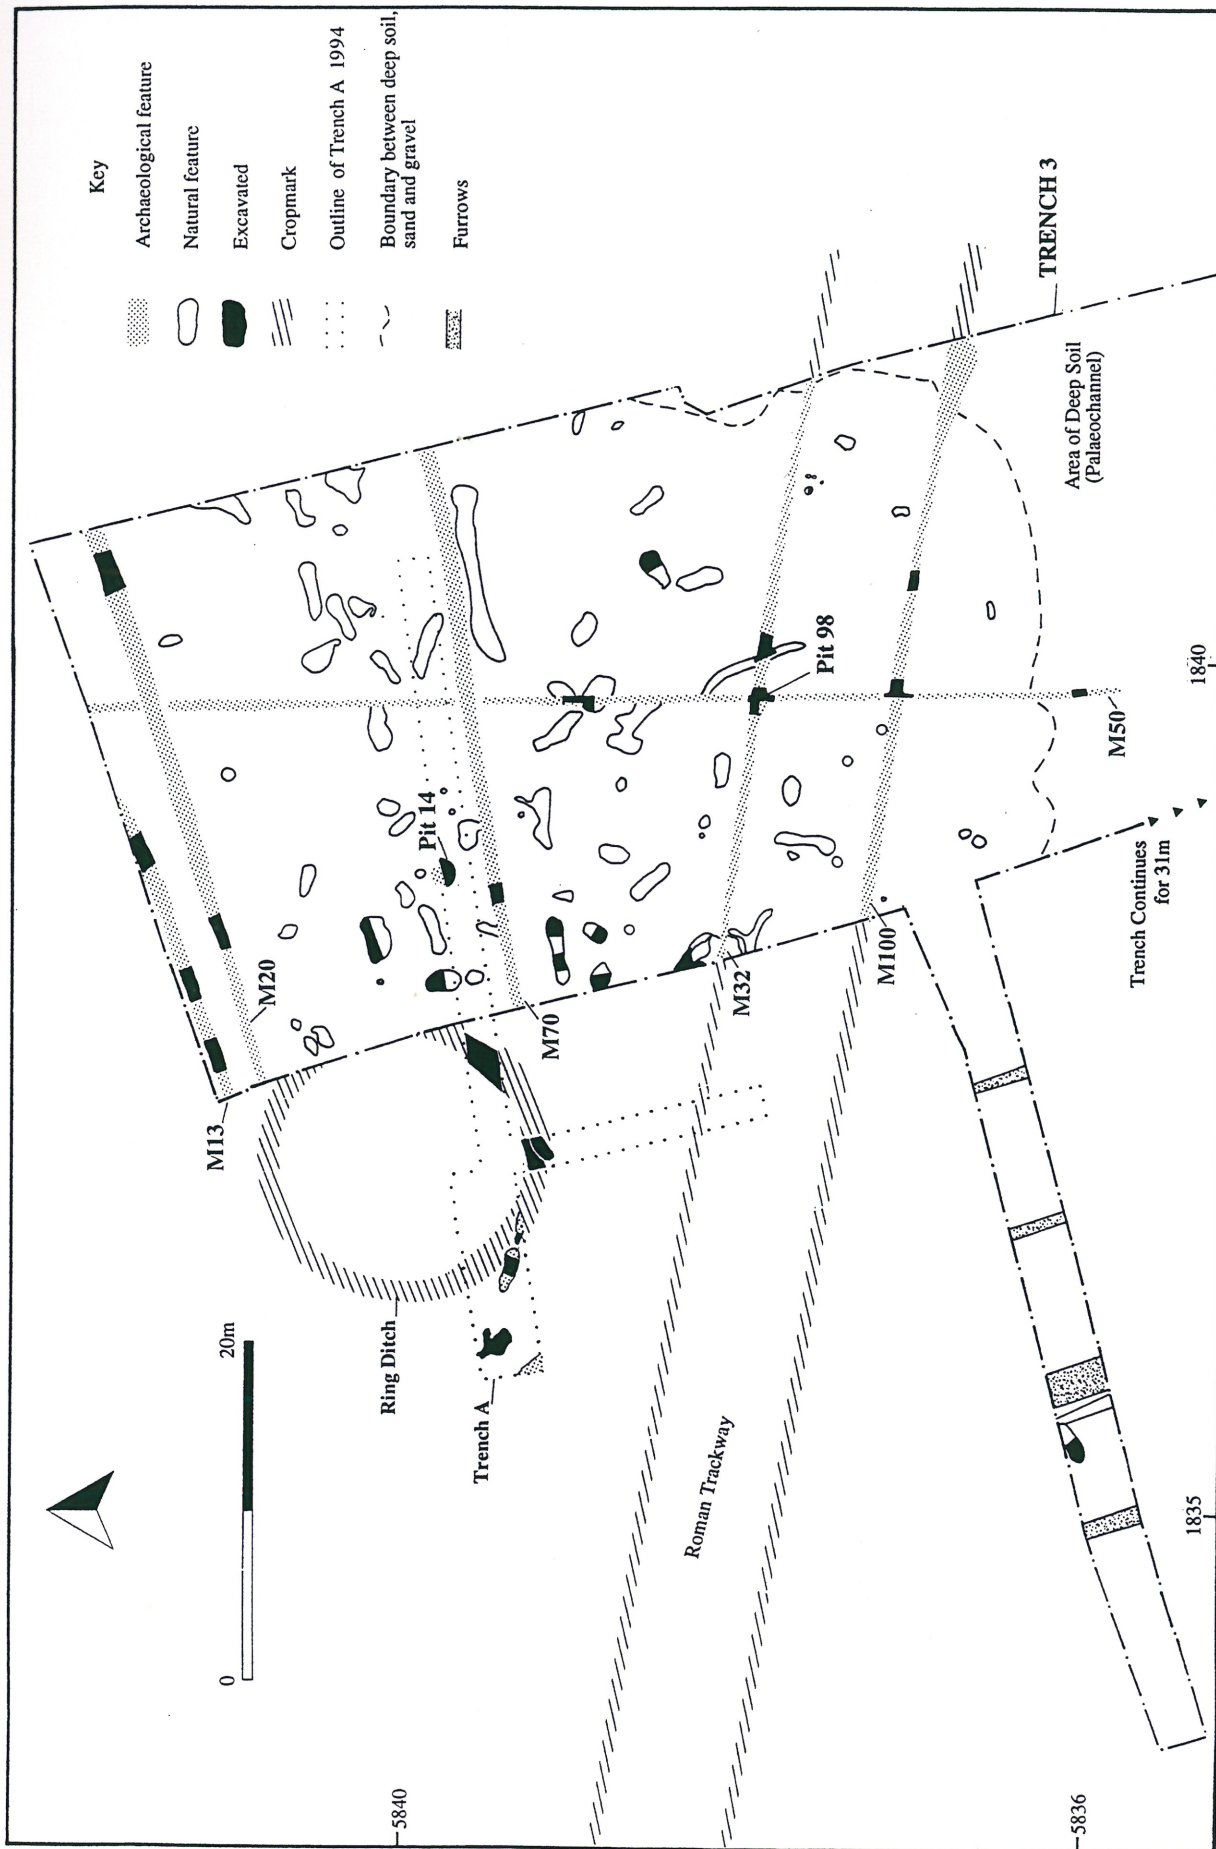 Key
Archaeological feature
Natural feature
Excavated
Cropmark
Outline of Trench A 1994
Boundary between deep soil,
sand and gravel
Furrows
0
20m
M13
M20
Ring Ditch
Trench A
Pit 14
M70
M32
Pit 98
M100
M50
Roman Trackway
TRENCH 3
Area of Deep Soil
(Palaeochannel)
Trench Continues
for 31m
5840
5836
1835
1840